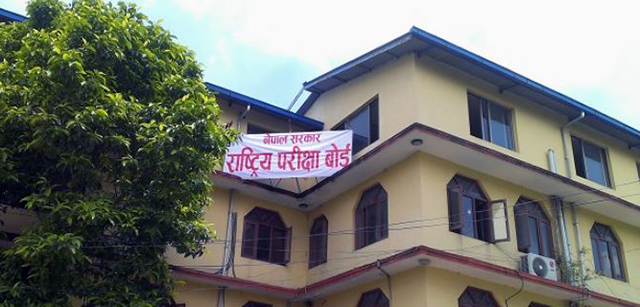 नेपाल सरकार
राष्ट्रिय परीक्षा बोर्ड